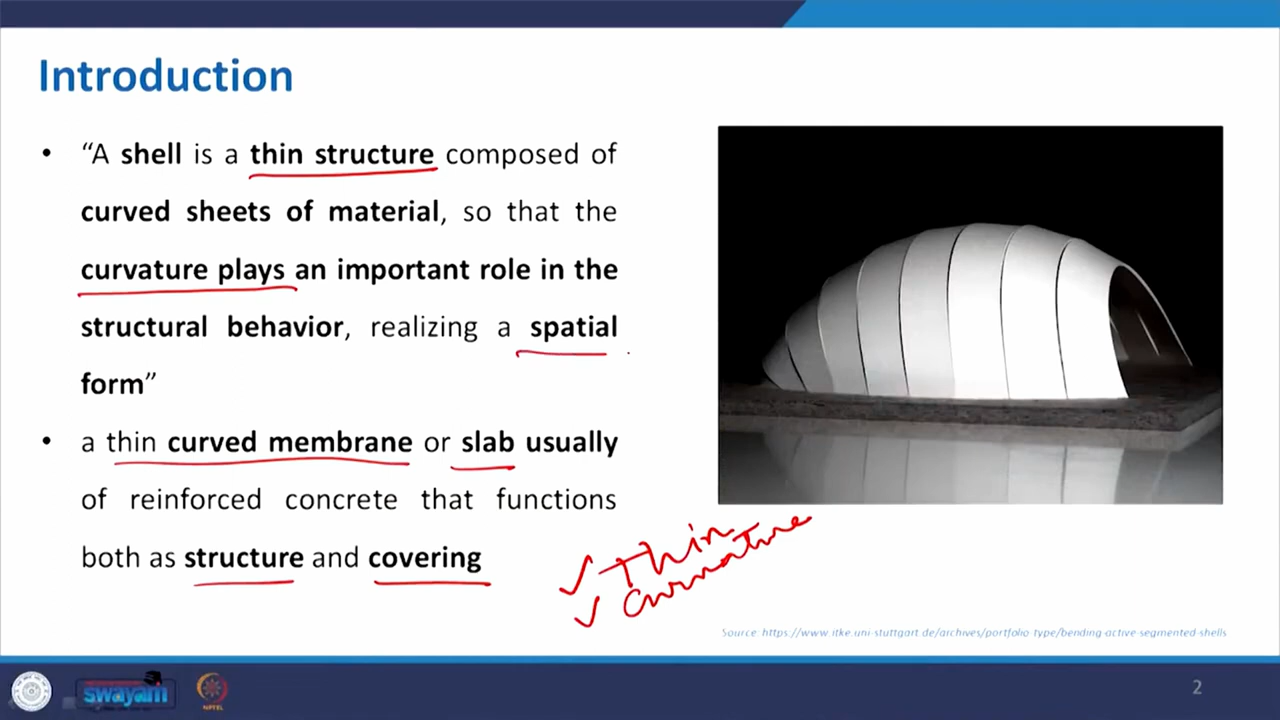 Introduction
• “A shell is a thin structure composed of
curved sheets of material, so that the
curvature plays an important role in the
structural behavior, realizing a spatial
form”
• a thin curved membrane or slab usually
of reinforced concrete that functions
both as structure and covering
✓ Thin
✓ Curvature
Source: https://www.itke.uni-stuttgart.de/archives/portfolio-type/bending-active-segmented-shells
swayam
NPTEL
2